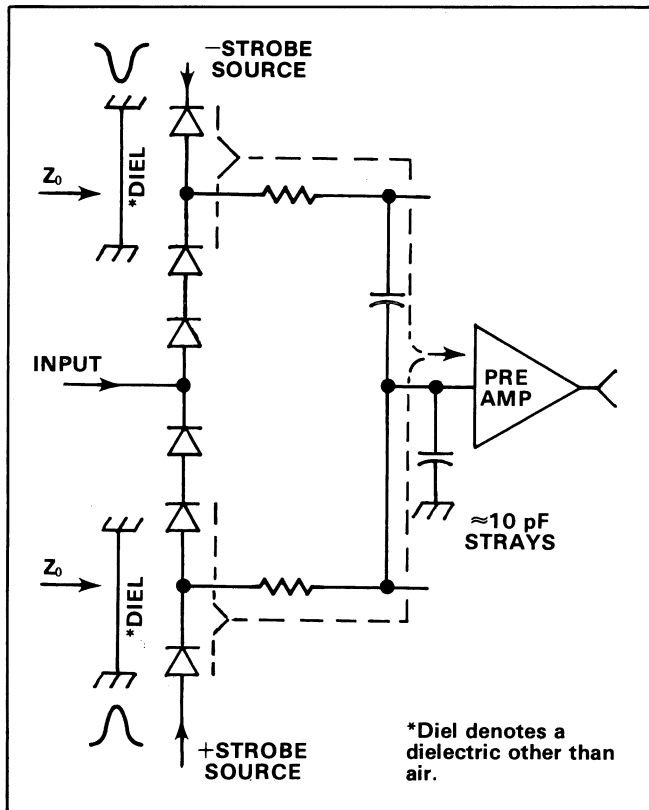 −STROBE
SOURCE
Z₀
*DIEL
INPUT
PRE
AMP
≈10 pF
STRAYS
Z₀
*DIEL
+STROBE
SOURCE
*Diel denotes a
dielectric other than
air.